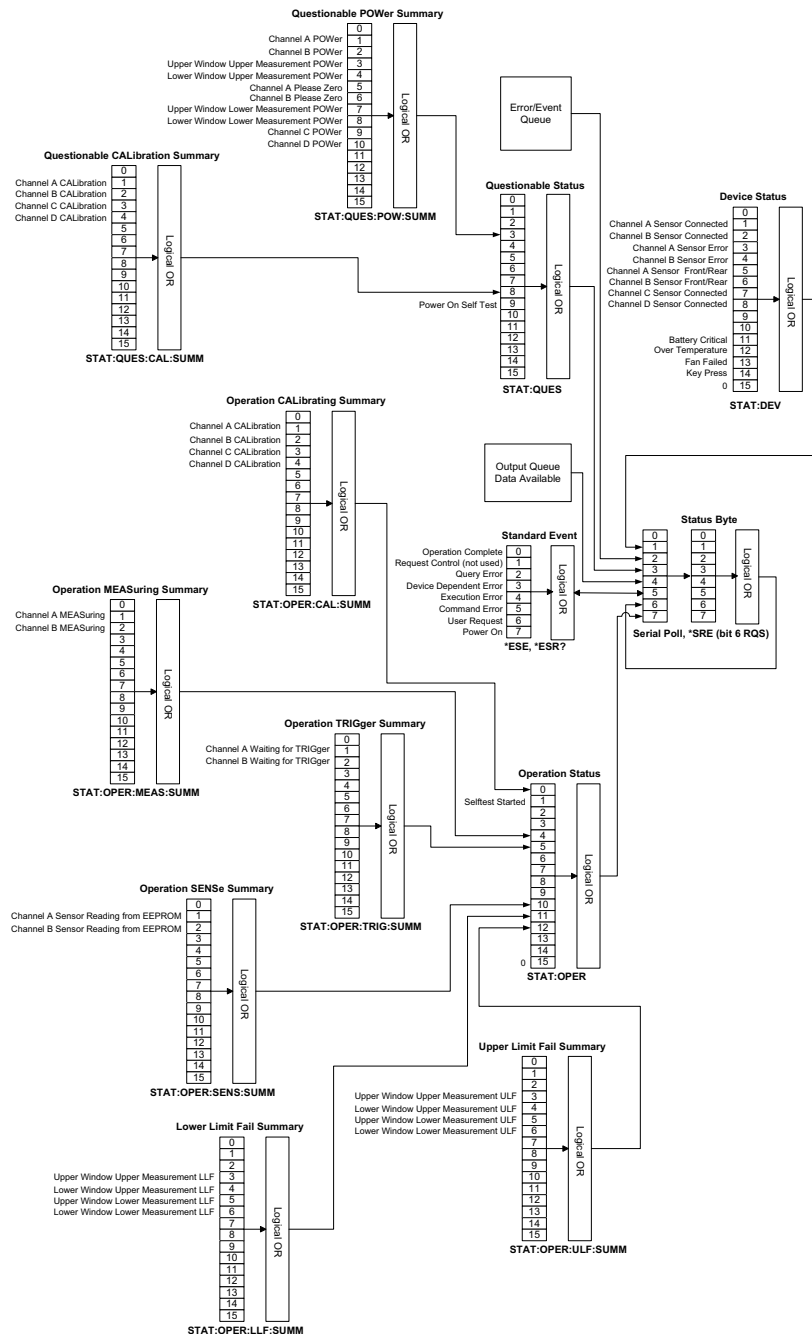 Questionable POWer Summary
0
Channel A POWer 1
Channel B POWer 2
Upper Window Upper Measurement POWer 3
Lower Window Upper Measurement POWer 4
Channel A Please Zero 5
Channel B Please Zero 6
Upper Window Lower Measurement POWer 7
Lower Window Lower Measurement POWer 8
Channel C POWer 9
Channel D POWer 10
11
12
13
14
15
Logical OR
STAT:QUES:POW:SUMM
Error/Event
Queue
Questionable CALibration Summary
0
Channel A CALibration 1
Channel B CALibration 2
Channel C CALibration 3
Channel D CALibration 4
5
6
7
8
9
10
11
12
13
14
15
Logical OR
STAT:QUES:CAL:SUMM
Questionable Status
0
1
2
3
4
5
6
7
8
Power On Self Test 9
10
11
12
13
14
15
Logical OR
STAT:QUES
Device Status
0
Channel A Sensor Connected 1
Channel B Sensor Connected 2
Channel A Sensor Error 3
Channel B Sensor Error 4
Channel A Sensor Front/Rear 5
Channel B Sensor Front/Rear 6
Channel C Sensor Connected 7
Channel D Sensor Connected 8
9
10
Battery Critical 11
Over Temperature 12
Fan Failed 13
Key Press 14
0 15
Logical OR
STAT:DEV
Operation CALibrating Summary
0
Channel A CALibration 1
Channel B CALibration 2
Channel C CALibration 3
Channel D CALibration 4
5
6
7
8
9
10
11
12
13
14
15
Logical OR
STAT:OPER:CAL:SUMM
Output Queue
Data Available
Standard Event
Operation Complete 0
Request Control (not used) 1
Query Error 2
Device Dependent Error 3
Execution Error 4
Command Error 5
User Request 6
Power On 7
Logical OR
*ESE, *ESR?
Status Byte
0
1
2
3
4
5
6
7
0
1
2
3
4
5
6
7
Logical OR
Serial Poll, *SRE (bit 6 RQS)
Operation MEASuring Summary
0
Channel A MEASuring 1
Channel B MEASuring 2
3
4
5
6
7
8
9
10
11
12
13
14
15
Logical OR
STAT:OPER:MEAS:SUMM
Operation TRIGger Summary
0
Channel A Waiting for TRIGger 1
Channel B Waiting for TRIGger 2
3
4
5
6
7
8
9
10
11
12
13
14
15
Logical OR
STAT:OPER:TRIG:SUMM
Operation Status
0
Selftest Started 1
2
3
4
5
6
7
8
9
10
11
12
13
14
0 15
Logical OR
STAT:OPER
Operation SENSe Summary
0
Channel A Sensor Reading from EEPROM 1
Channel B Sensor Reading from EEPROM 2
3
4
5
6
7
8
9
10
11
12
13
14
15
Logical OR
STAT:OPER:SENS:SUMM
Upper Limit Fail Summary
0
1
2
Upper Window Upper Measurement ULF 3
Lower Window Upper Measurement ULF 4
Upper Window Lower Measurement ULF 5
Lower Window Lower Measurement ULF 6
7
8
9
10
11
12
13
14
15
Logical OR
STAT:OPER:ULF:SUMM
Lower Limit Fail Summary
0
1
2
Upper Window Upper Measurement LLF 3
Lower Window Upper Measurement LLF 4
Upper Window Lower Measurement LLF 5
Lower Window Lower Measurement LLF 6
7
8
9
10
11
12
13
14
15
Logical OR
STAT:OPER:LLF:SUMM